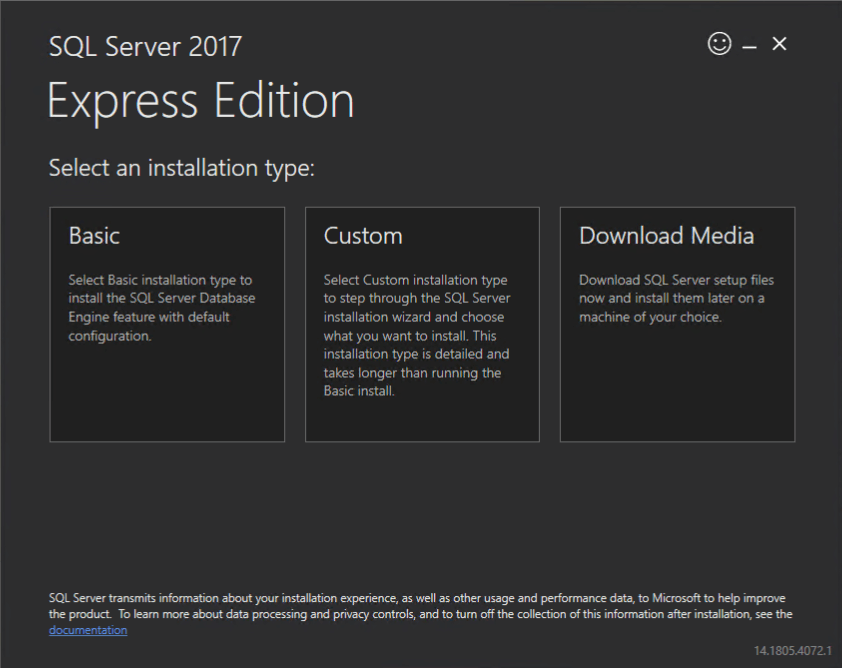 SQL Server 2017
Express Edition
Select an installation type:
Basic
Select Basic installation type to
install the SQL Server Database
Engine feature with default
configuration.
Custom
Select Custom installation type
to step through the SQL Server
installation wizard and choose
what you want to install. This
installation type is detailed and
takes longer than running the
Basic install.
Download Media
Download SQL Server setup files
now and install them later on a
machine of your choice.
SQL Server transmits information about your installation experience, as well as other usage and performance data, to Microsoft to help improve
the product.  To learn more about data processing and privacy controls, and to turn off the collection of this information after installation, see the
documentation
14.1805.4072.1